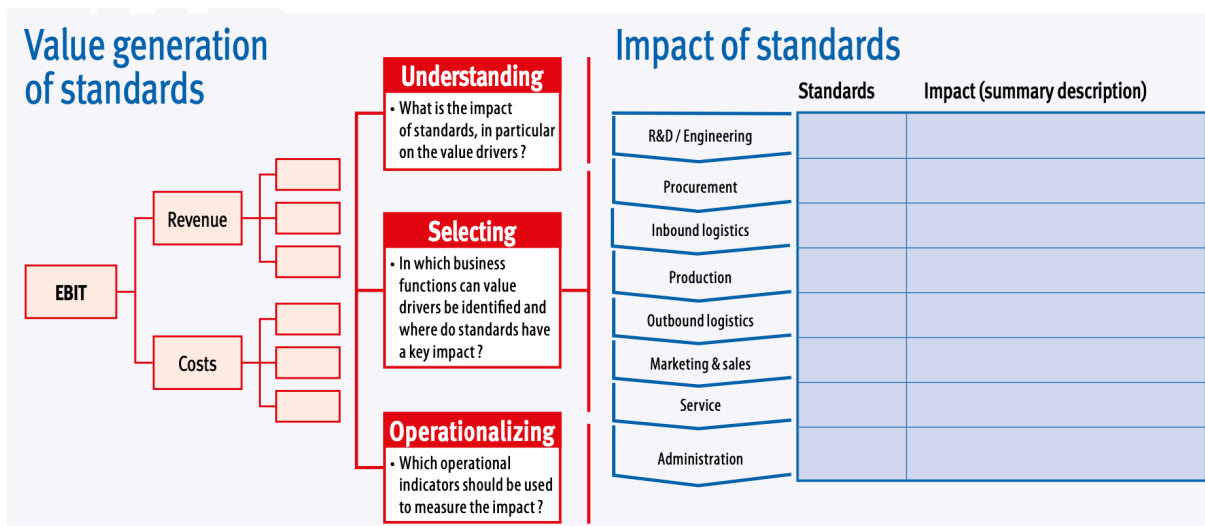 Value generation
of standards
EBIT
Revenue
Costs
Understanding
• What is the impact
of standards, in particular
on the value drivers ?
Selecting
• In which business
functions can value
drivers be identified and
where do standards have
a key impact ?
Operationalizing
• Which operational
indicators should be used
to measure the impact ?
Impact of standards
Standards
Impact (summary description)
R&D / Engineering
Procurement
Inbound logistics
Production
Outbound logistics
Marketing & sales
Service
Administration